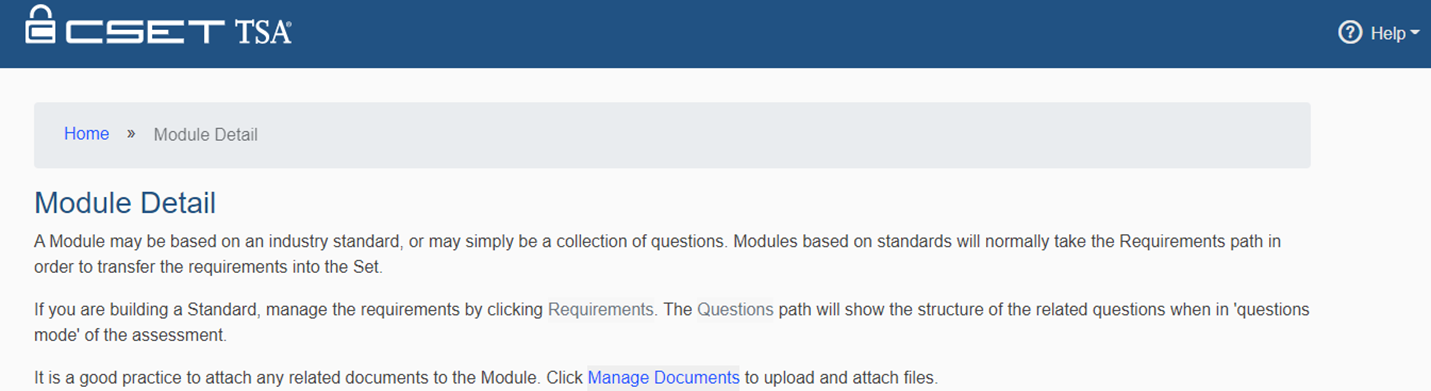 CSET TSA®
Help
Home » Module Detail
Module Detail
A Module may be based on an industry standard, or may simply be a collection of questions. Modules based on standards will normally take the Requirements path in
order to transfer the requirements into the Set.
If you are building a Standard, manage the requirements by clicking Requirements. The Questions path will show the structure of the related questions when in 'questions
mode' of the assessment.
It is a good practice to attach any related documents to the Module. Click Manage Documents to upload and attach files.